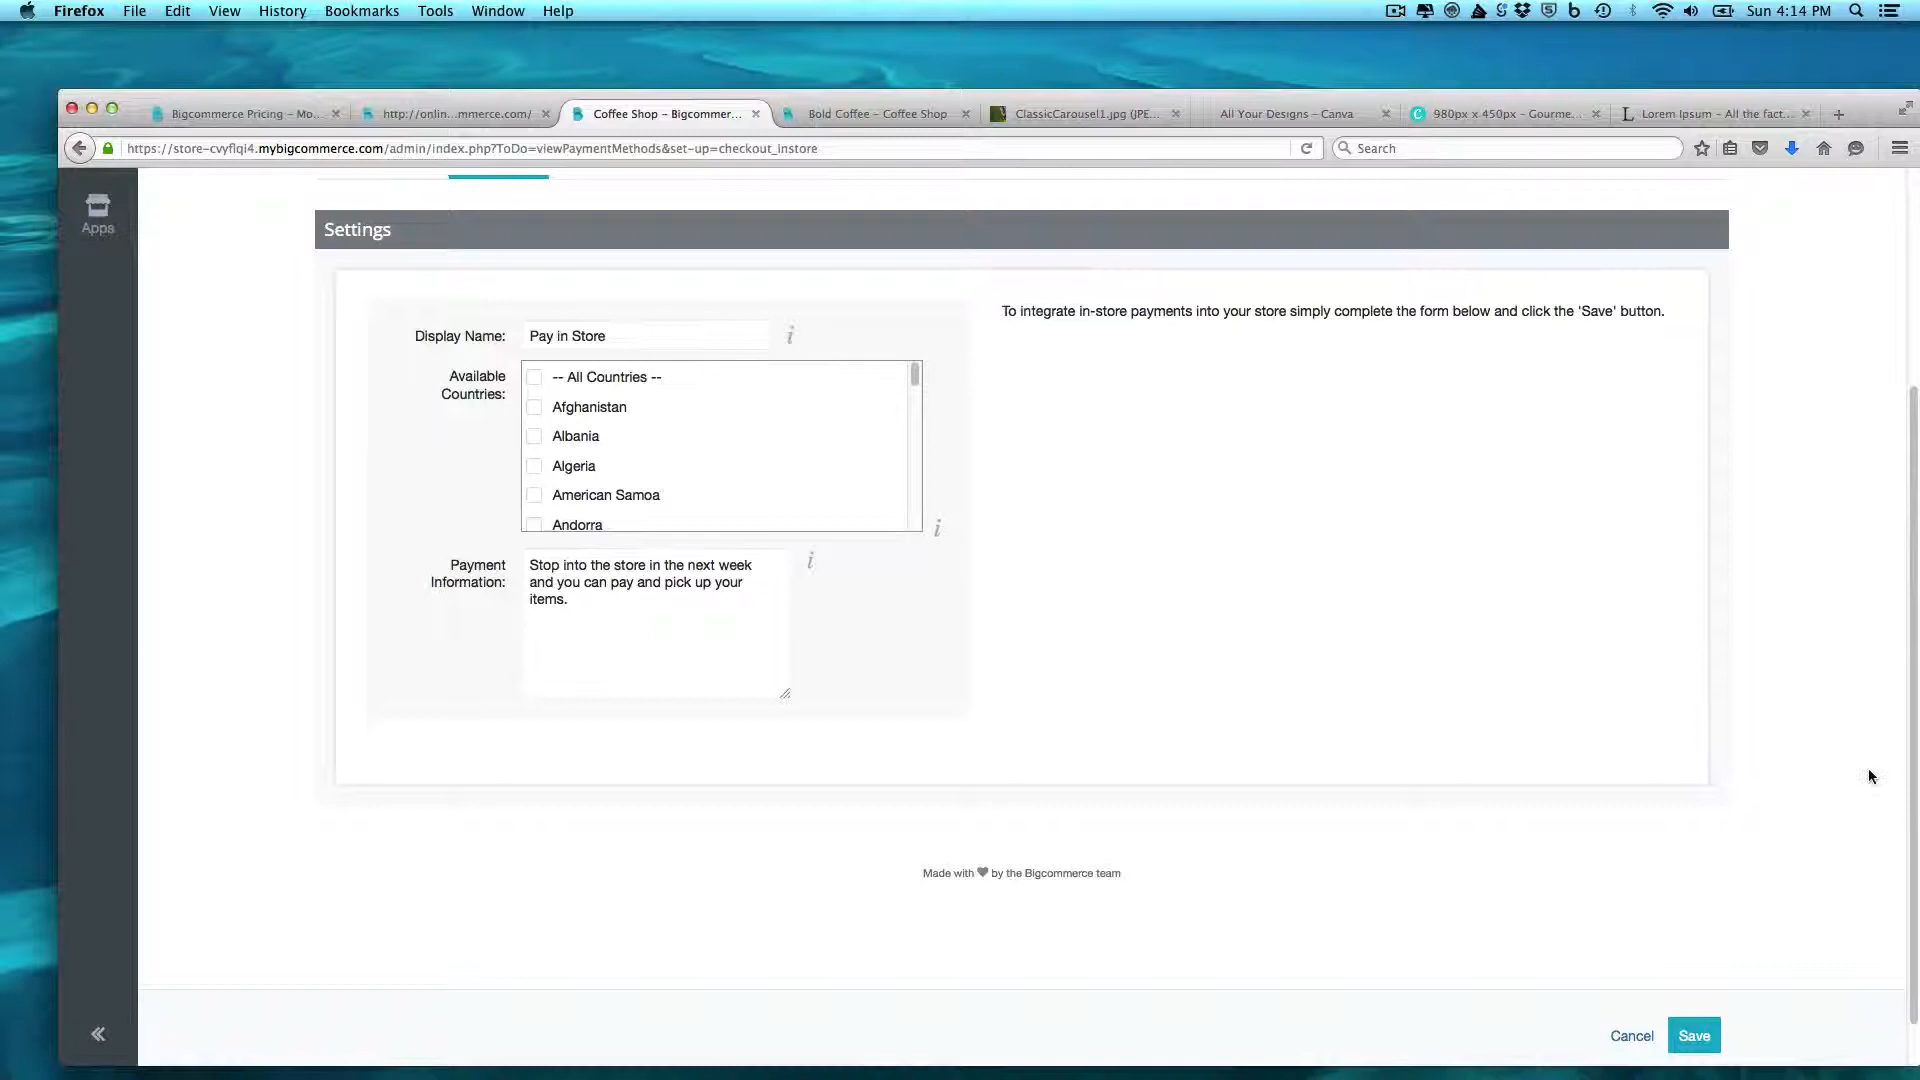 Firefox File Edit View History Bookmarks Tools Window Help
Sun 4:14 PM
Bigcommerce Pricing – Mo...
http://onlin...mmerce.com/
Coffee Shop – Bigcommer...
Bold Coffee – Coffee Shop
ClassicCarousel1.jpg (JPE...
All Your Designs – Canva
980px x 450px – Gourme...
Lorem Ipsum – All the fact...
https://store-cvyflqi4.mybigcommerce.com/admin/index.php?ToDo=viewPaymentMethods&set-up=checkout_instore
Search
Apps
Settings
To integrate in-store payments into your store simply complete the form below and click the 'Save' button.
Display Name: Pay in Store
Available
Countries:
-- All Countries --
Afghanistan
Albania
Algeria
American Samoa
Andorra
Payment
Information:
Stop into the store in the next week
and you can pay and pick up your
items.
Made with ♥ by the Bigcommerce team
Cancel Save